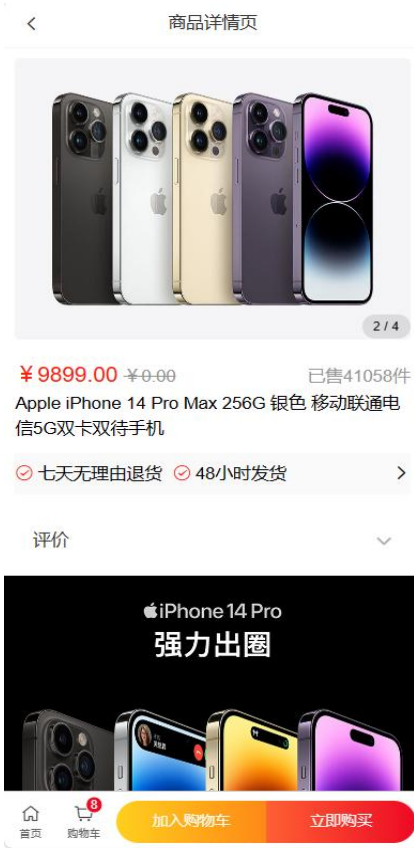 商品详情页
2 / 4
￥9899.00 ￥0.00 已售41058件
Apple iPhone 14 Pro Max 256G 银色 移动联通电
信5G双卡双待手机
七天无理由退货 48小时发货
评价
iPhone 14 Pro
强力出圈
8
首页 购物车 加入购物车 立即购买